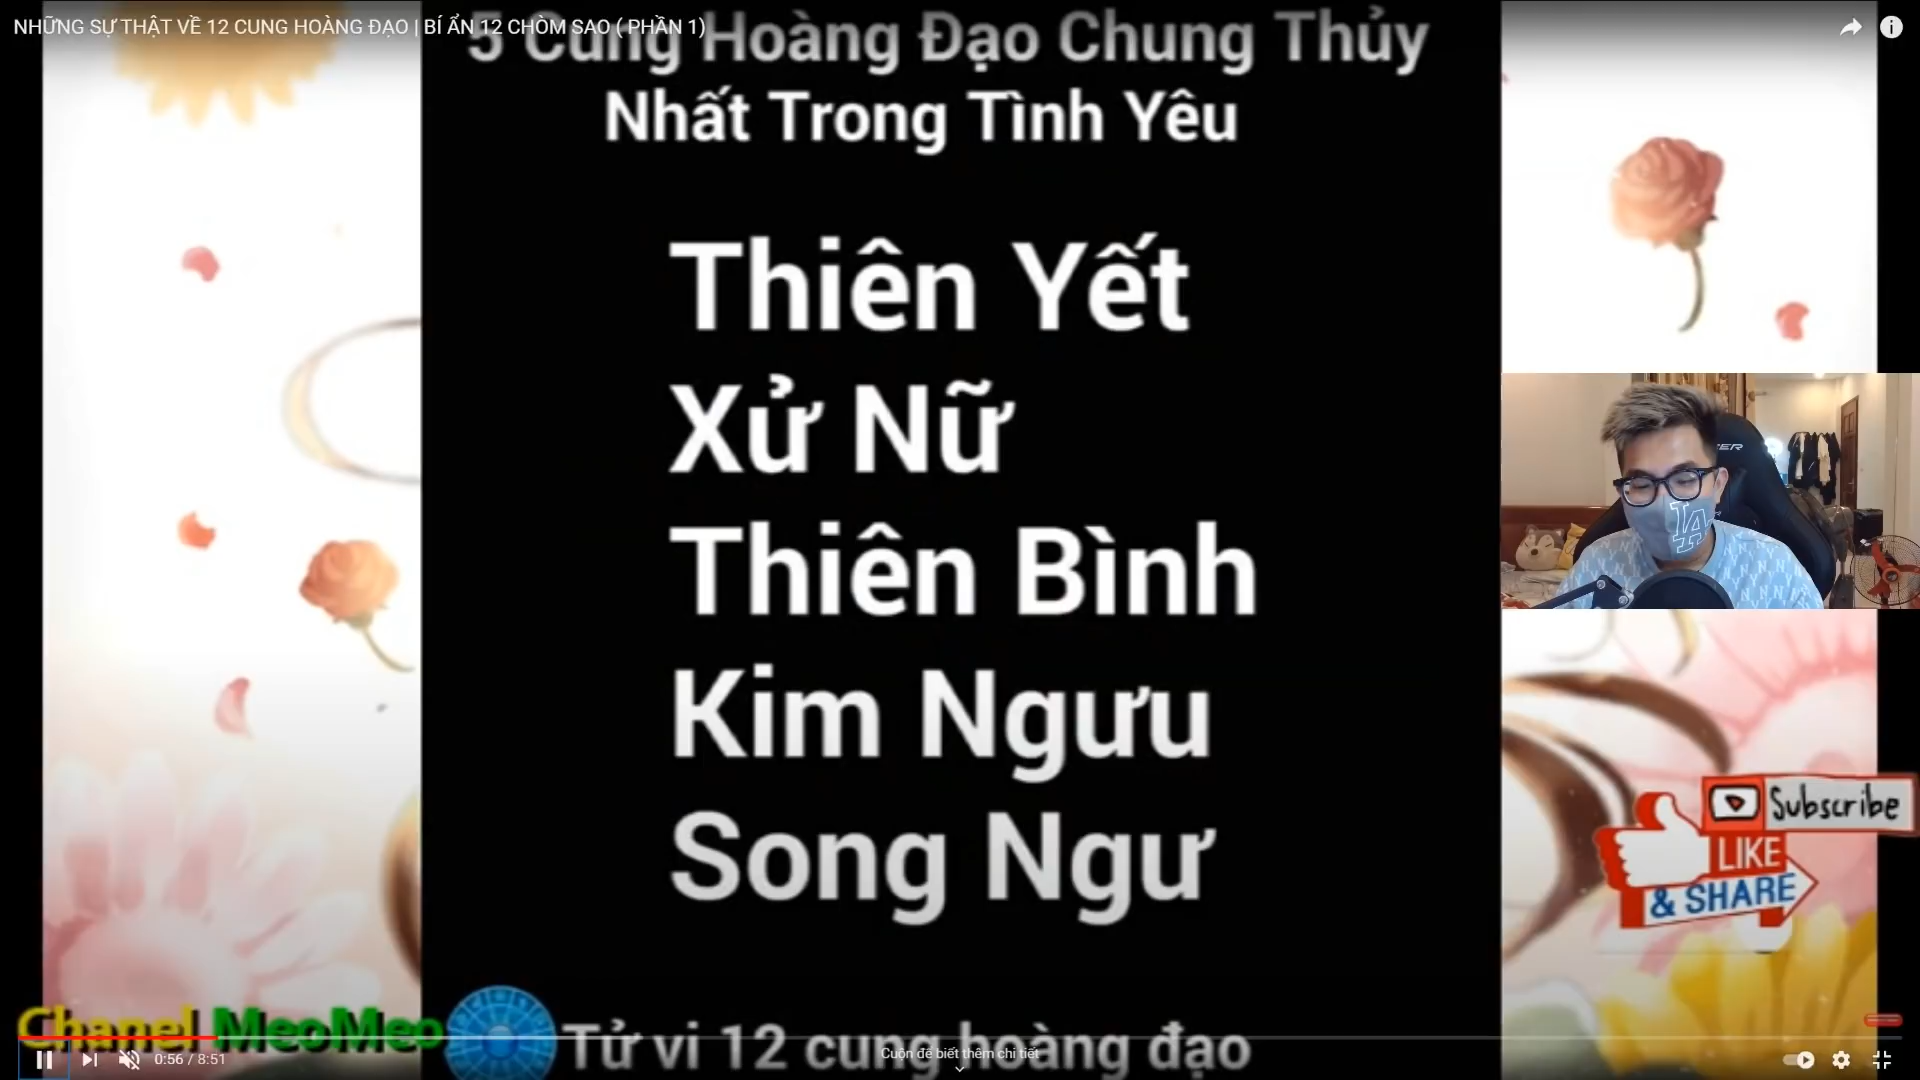 NHỮNG SỰ THẬT VỀ 12 CUNG HOÀNG ĐẠO | BÍ ẨN 12 CHÒM SAO ( PHẦN 1)
5 Cung Hoàng Đạo Chung Thủy
Nhất Trong Tình Yêu
Thiên Yết
Xử Nữ
Thiên Bình
Kim Ngưu
Song Ngư
LA
Subscribe
LIKE
& SHARE
Chanel MeoMeo
Tử vi 12 cung hoàng đạo
0:56 / 8:51
Cuộn để biết thêm chi tiết